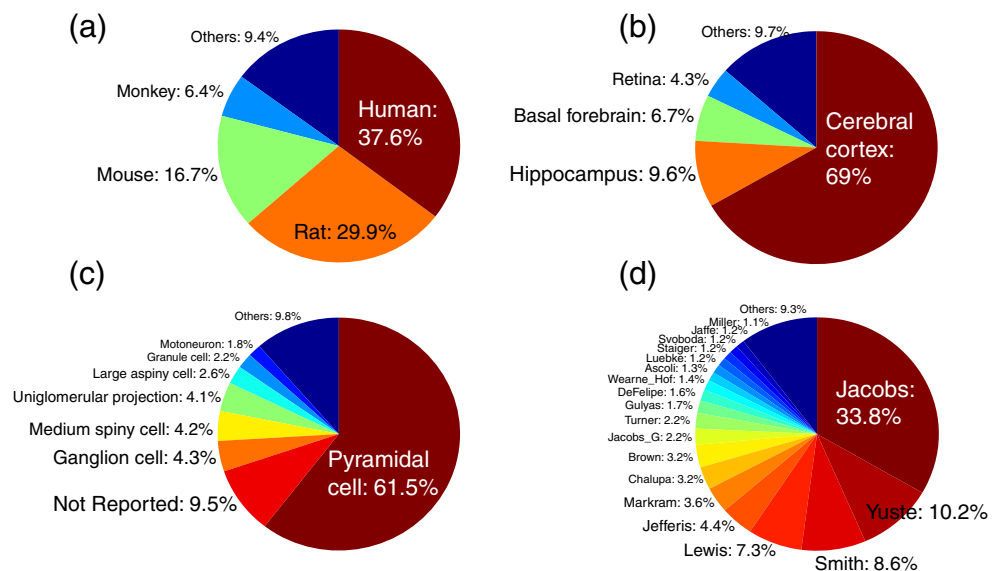 (a)
Others: 9.4%
Monkey: 6.4%
Mouse: 16.7%
Human:
37.6%
Rat: 29.9%
(b)
Others: 9.7%
Retina: 4.3%
Basal forebrain: 6.7%
Hippocampus: 9.6%
Cerebral
cortex:
69%
(c)
Others: 9.8%
Motoneuron: 1.8%
Granule cell: 2.2%
Large aspiny cell: 2.6%
Uniglomerular projection: 4.1%
Medium spiny cell: 4.2%
Ganglion cell: 4.3%
Not Reported: 9.5%
Pyramidal
cell: 61.5%
(d)
Others: 9.3%
Miller: 1.1%
Jaffe: 1.2%
Svoboda: 1.2%
Staiger: 1.2%
Luebke: 1.2%
Ascoli: 1.3%
Wearne_Hof: 1.4%
DeFelipe: 1.6%
Gulyas: 1.7%
Turner: 2.2%
Jacobs_G: 2.2%
Brown: 3.2%
Chalupa: 3.2%
Markram: 3.6%
Jefferis: 4.4%
Lewis: 7.3%
Smith: 8.6%
Yuste: 10.2%
Jacobs:
33.8%